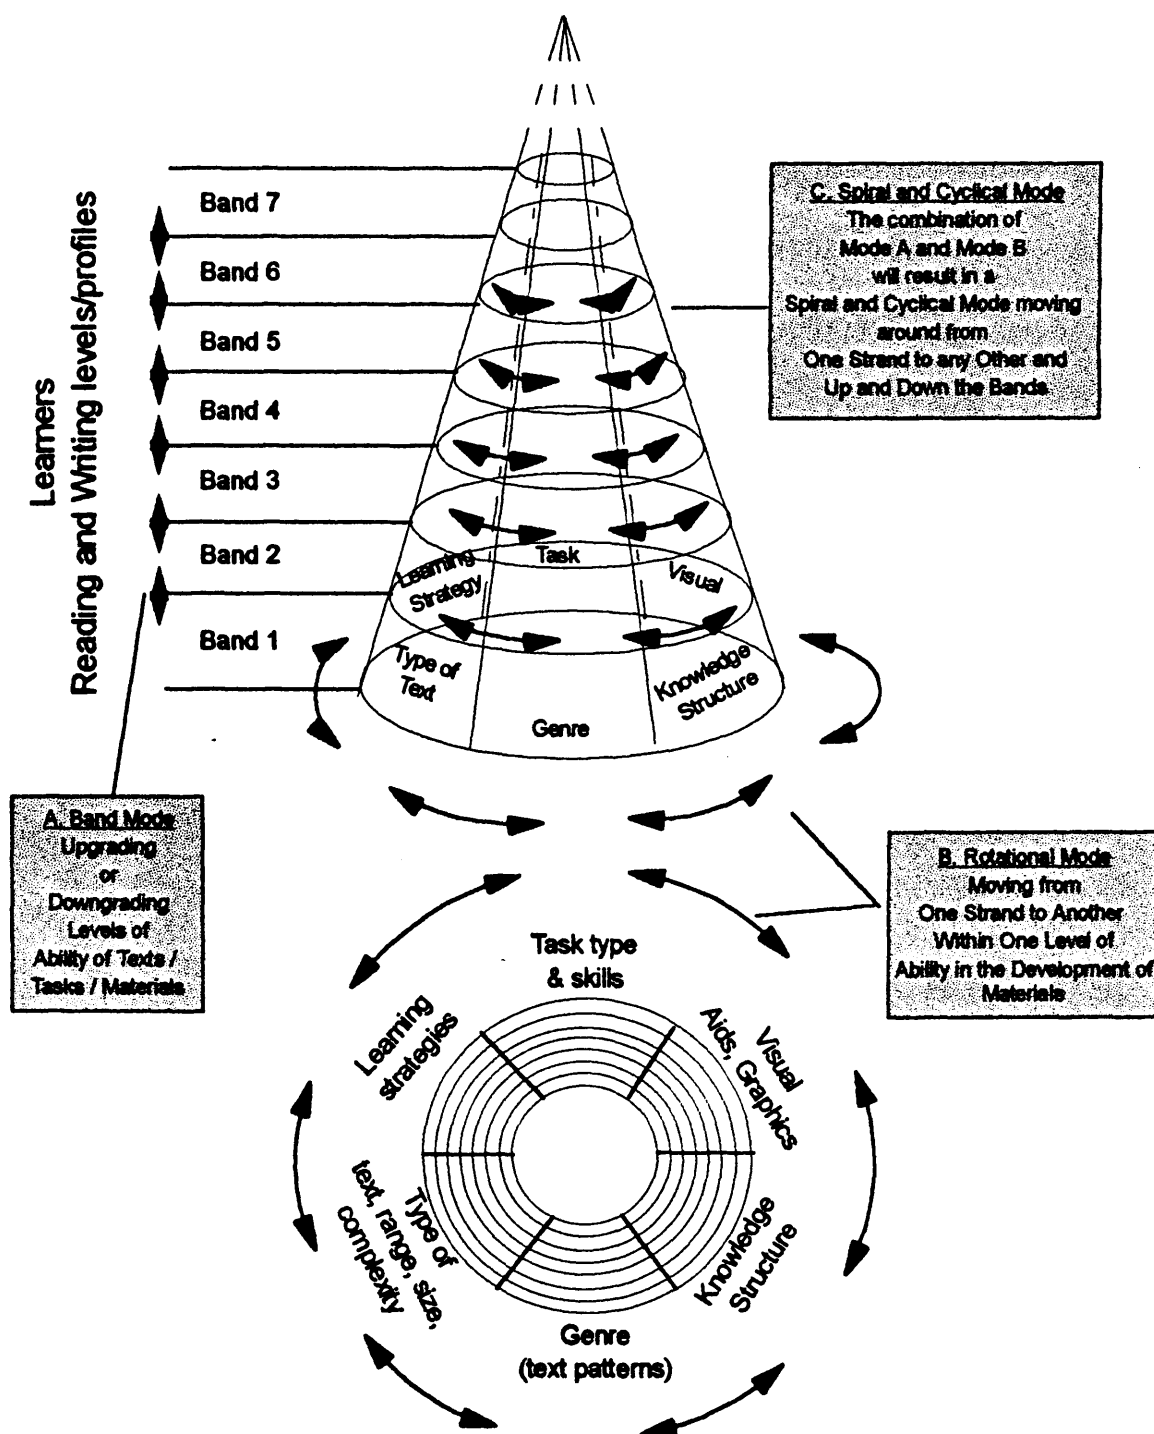 Learners
Reading and Writing levels/profiles
Band 7
Band 6
Band 5
Band 4
Band 3
Band 2
Band 1
C. Spiral and Cyclical Mode
The combination of
Mode A and Mode B
will result in a
Spiral and Cyclical Mode moving
around from
One Strand to any Other and
Up and Down the Bands
Learning
Strategy
Task
Visual
Type of
Text
Genre
Knowledge
Structure
A. Band Mode
Upgrading
or
Downgrading
Levels of
Ability of Texts /
Tasks / Materials
B. Rotational Mode
Moving from
One Strand to Another
Within One Level of
Ability in the Development of
Materials
Task type
& skills
Learning
strategies
Visual
Aids, Graphics
Type of
text, range, size,
complexity
Knowledge
Structure
Genre
(text patterns)